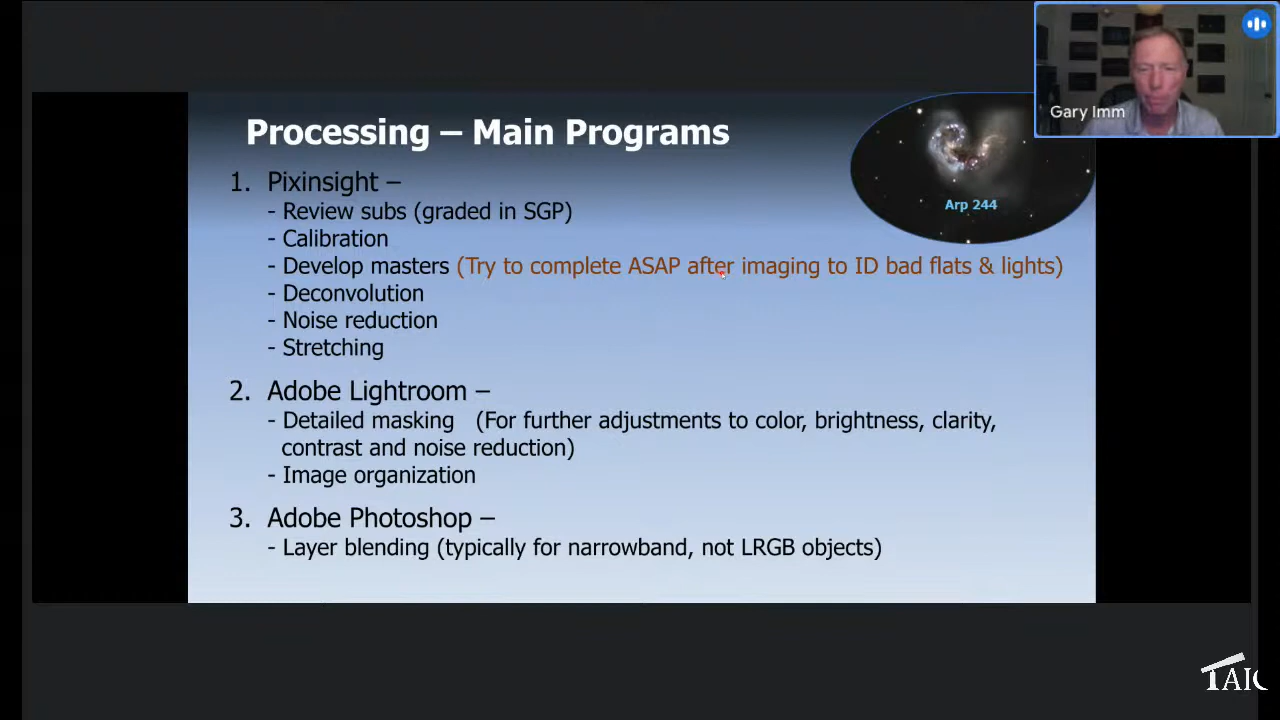 Gary Imm
Processing – Main Programs
Arp 244
1. Pixinsight –
- Review subs (graded in SGP)
- Calibration
- Develop masters (Try to complete ASAP after imaging to ID bad flats & lights)
- Deconvolution
- Noise reduction
- Stretching
2. Adobe Lightroom –
- Detailed masking (For further adjustments to color, brightness, clarity,
contrast and noise reduction)
- Image organization
3. Adobe Photoshop –
- Layer blending (typically for narrowband, not LRGB objects)
TAIC